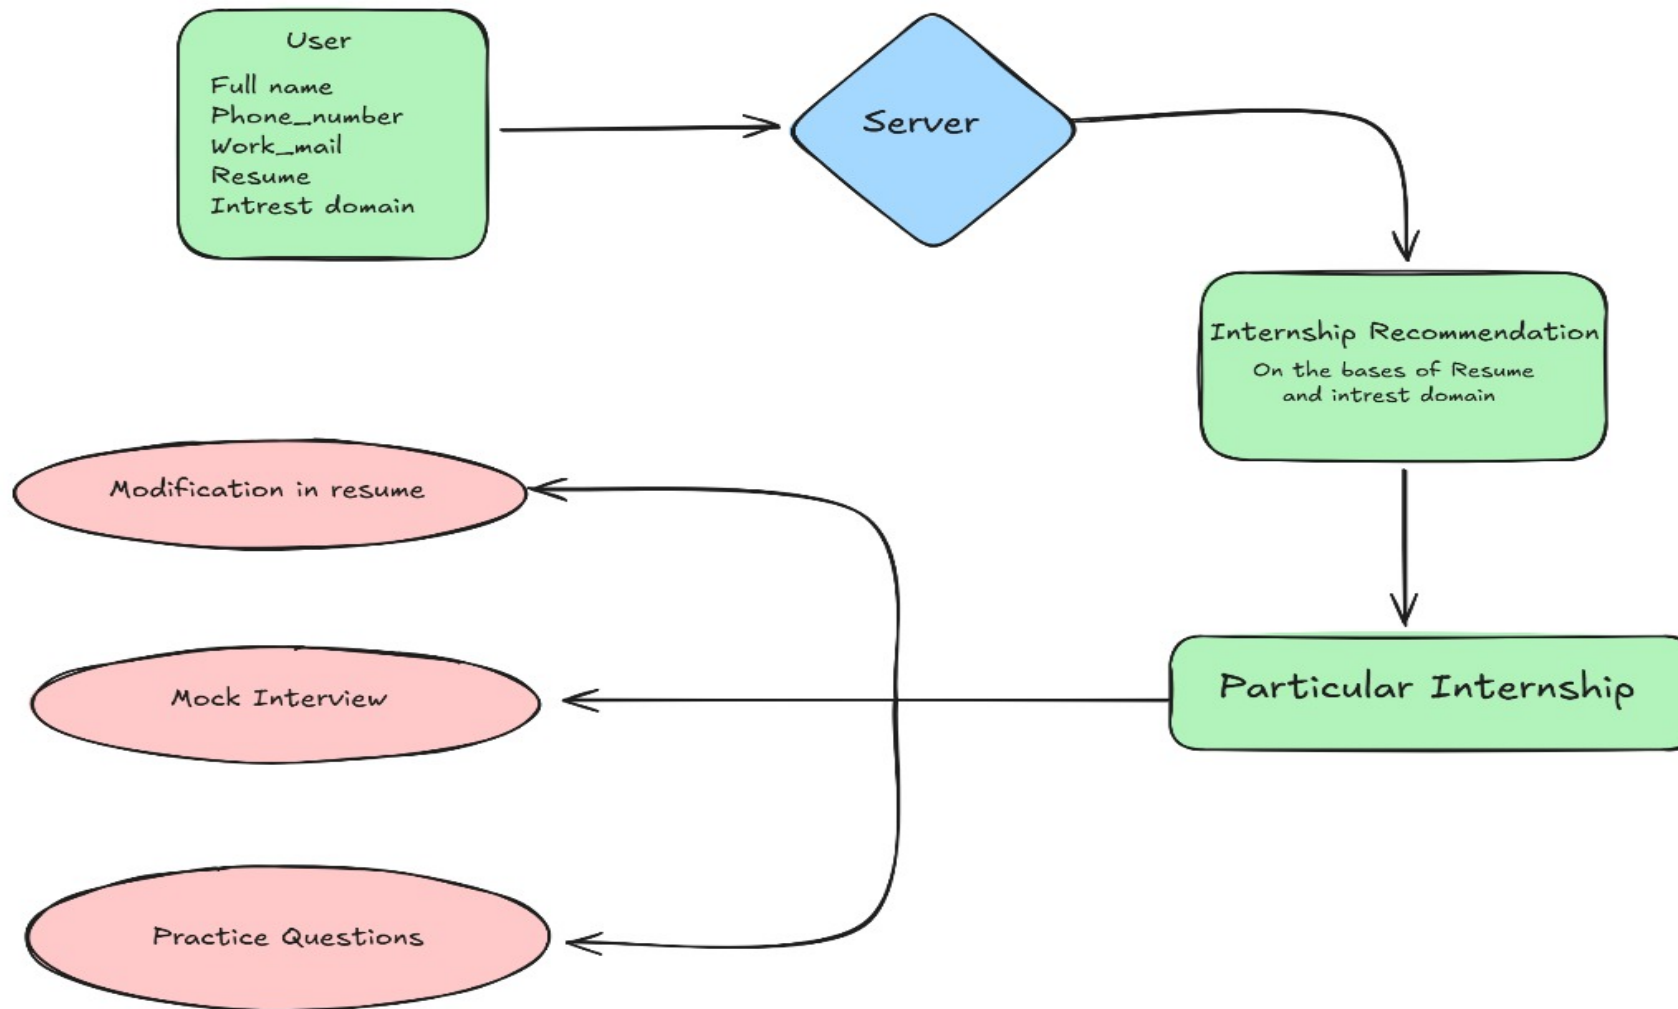 User
Full name
Phone_number
Work_mail
Resume
Intrest domain
Server
Internship Recommendation
On the bases of Resume
and intrest domain
Modification in resume
Mock Interview
Particular Internship
Practice Questions